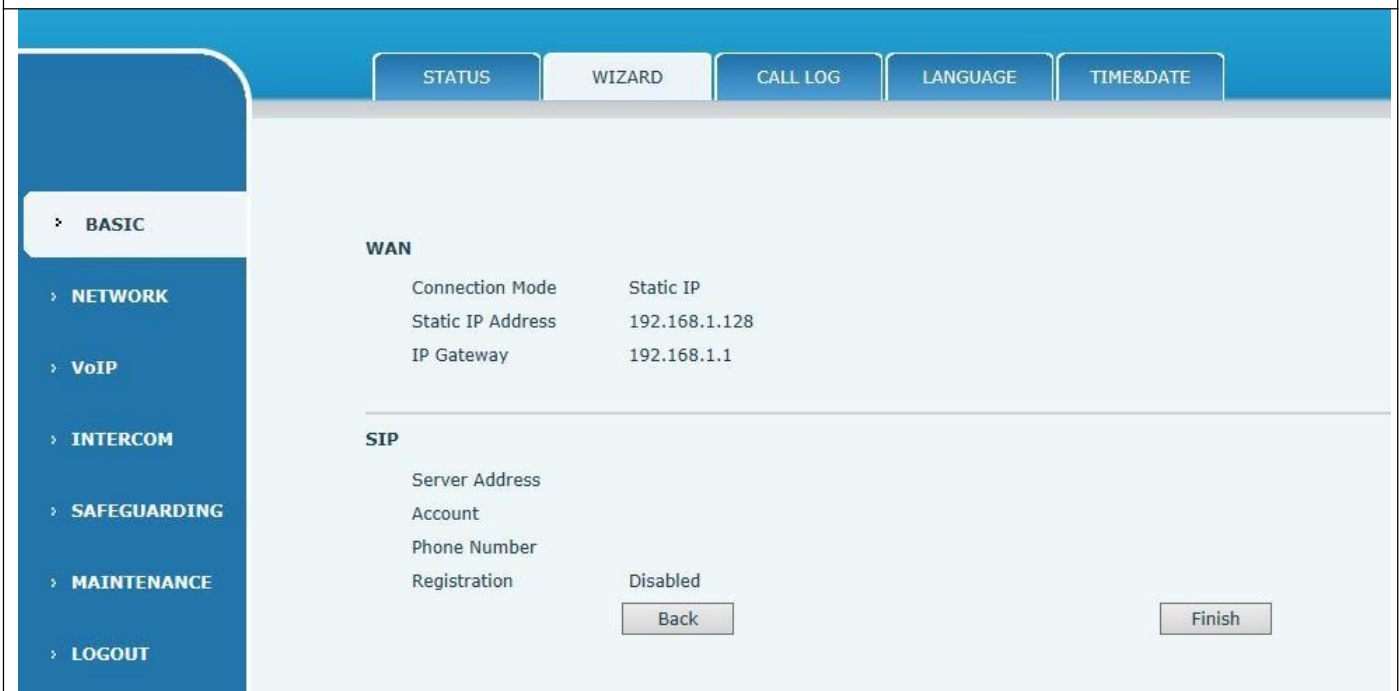 STATUS WIZARD CALL LOG LANGUAGE TIME&DATE
BASIC
NETWORK
VoIP
INTERCOM
SAFEGUARDING
MAINTENANCE
LOGOUT
WAN
Connection Mode Static IP
Static IP Address 192.168.1.128
IP Gateway 192.168.1.1
SIP
Server Address
Account
Phone Number
Registration Disabled
Back Finish